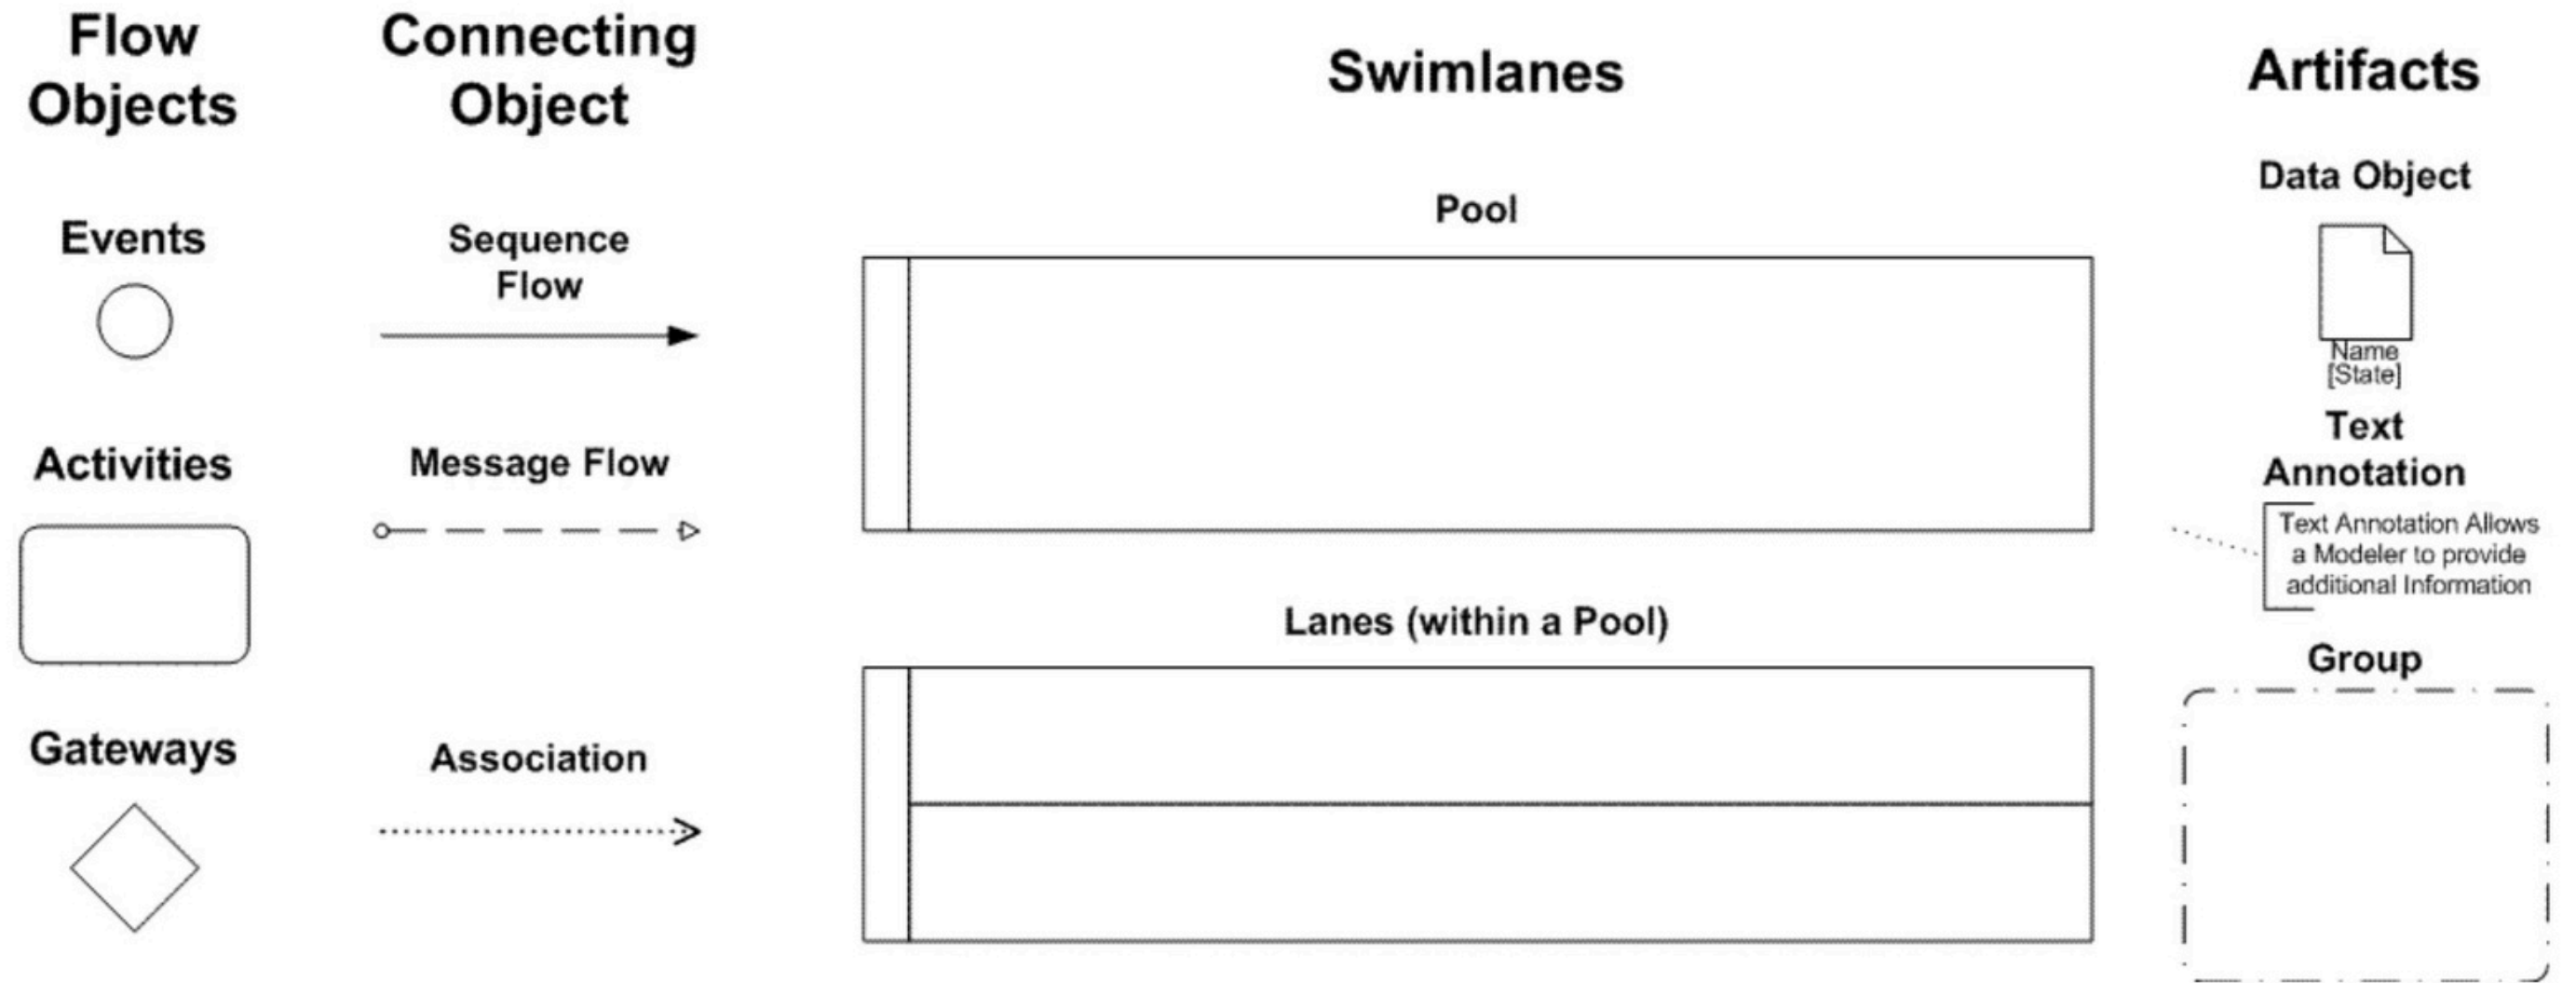 Flow
Objects
Events
Activities
Gateways
Connecting
Object
Sequence
Flow
Message Flow
Association
Swimlanes
Pool
Lanes (within a Pool)
Artifacts
Data Object
Name
[State]
Text
Annotation
Text Annotation Allows
a Modeler to provide
additional Information
Group